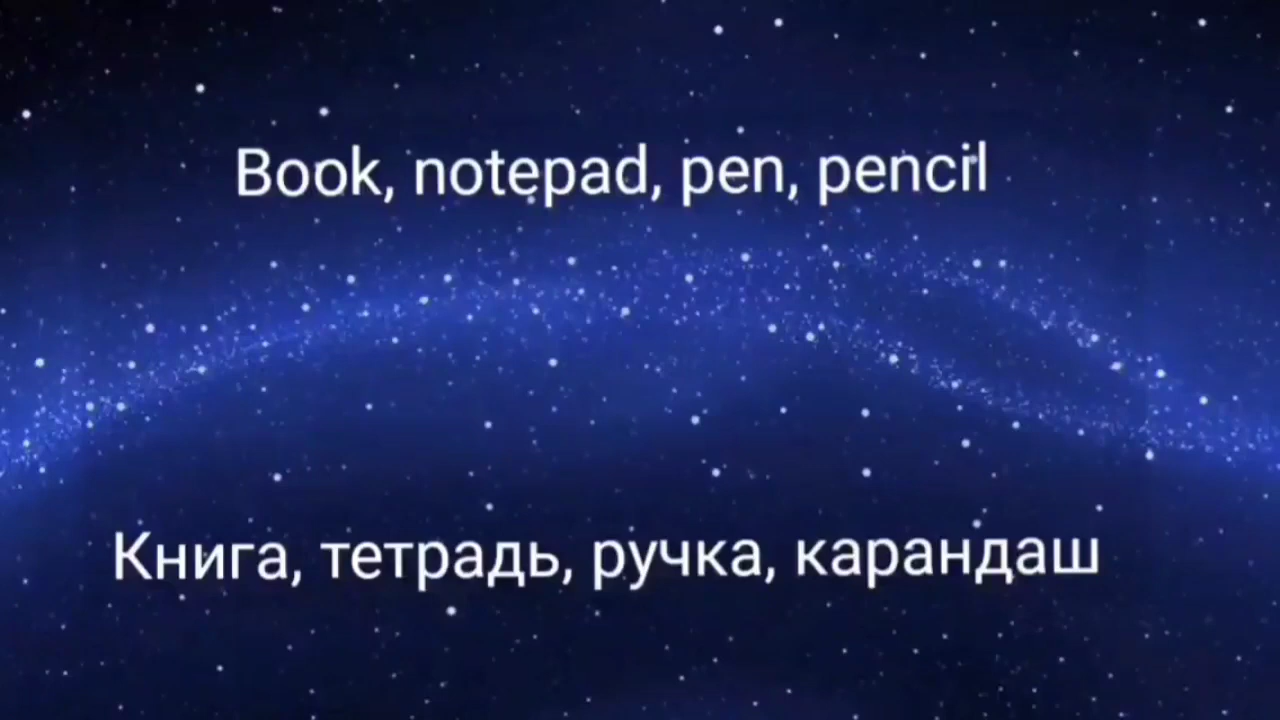 Book, notepad, pen, pencil
Книга, тетрадь, ручка, карандаш